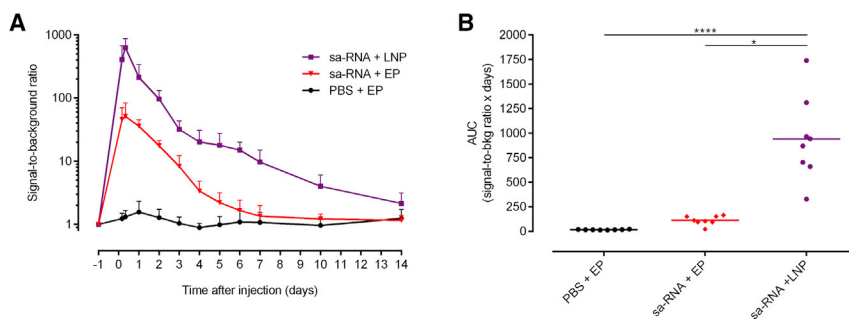 A
Signal-to-background ratio
1000
100
10
1
sa-RNA + LNP
sa-RNA + EP
PBS + EP
-1 0 1 2 3 4 5 6 7 8 9 10 11 12 13 14
Time after injection (days)
B
AUC
(signal-to-bkg ratio x days)
2000
1750
1500
1250
1000
750
500
250
0
****
*
PBS + EP
sa-RNA + EP
sa-RNA +LNP